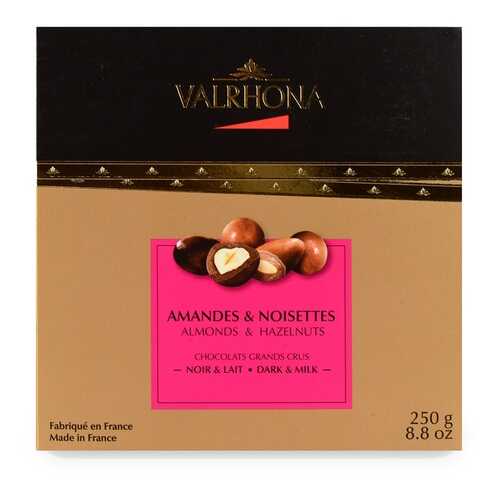 VALRHONA
AMANDES & NOISETTES
ALMONDS & HAZELNUTS
CHOCOLATS GRANDS CRUS
— NOIR & LAIT • DARK & MILK —
Fabriqué en France
Made in France
250 g
8.8 oz